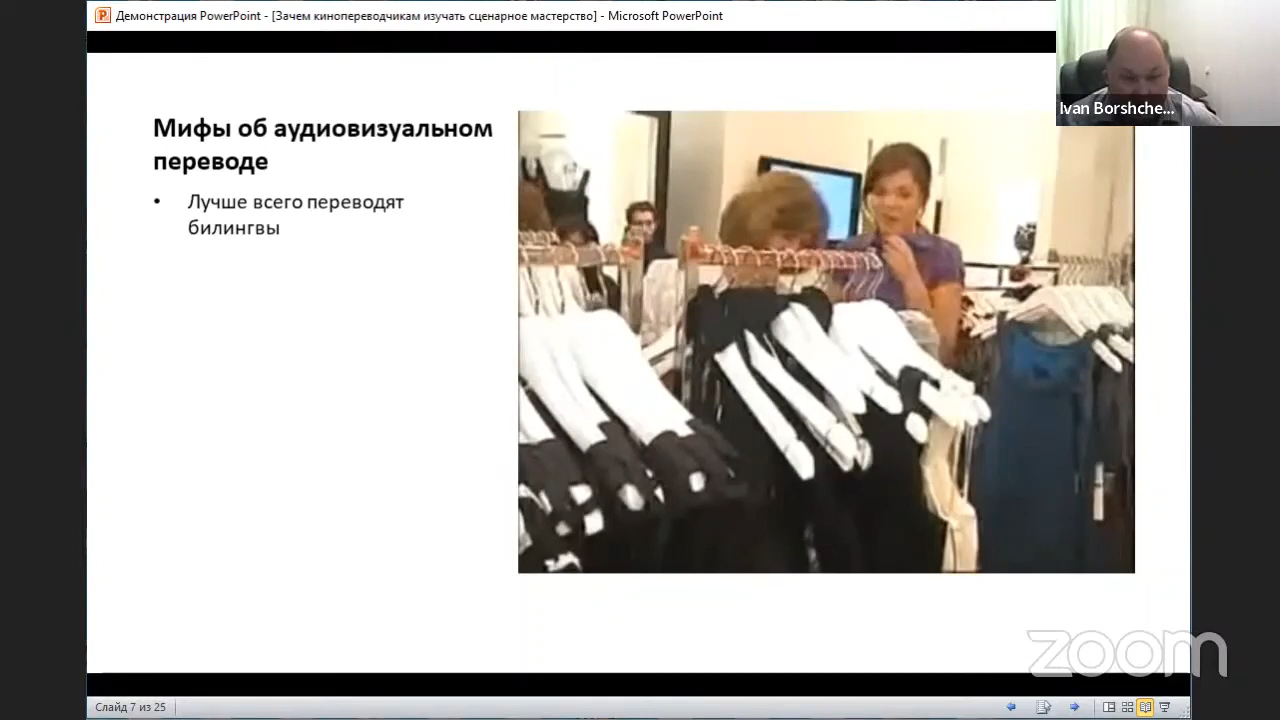 Демонстрация PowerPoint - [Зачем кинопереводчикам изучать сценарное мастерство] - Microsoft PowerPoint
Ivan Borshche...
Мифы об аудиовизуальном
переводе
• Лучше всего переводят
билингвы
zoom
Слайд 7 из 25